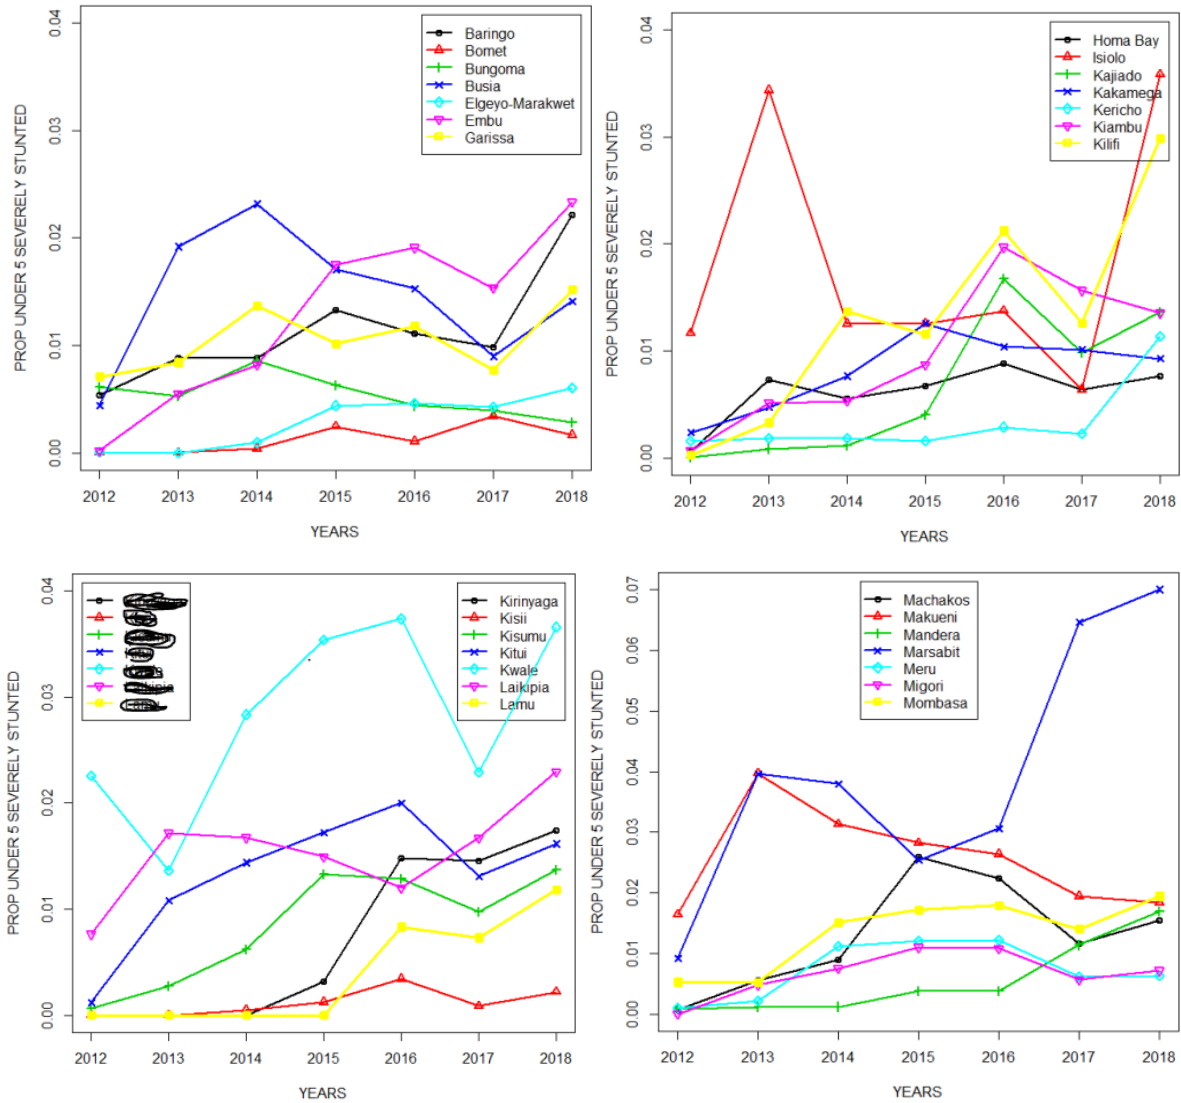 PROP UNDER 5 SEVERELY STUNTED
0.04
0.03
0.02
0.01
0.00
Baringo
Bomet
Bungoma
Busia
Elgeyo-Marakwet
Embu
Garissa
2012 2013 2014 2015 2016 2017 2018
YEARS
PROP UNDER 5 SEVERELY STUNTED
0.04
0.03
0.02
0.01
0.00
Homa Bay
Isiolo
Kajiado
Kakamega
Kericho
Kiambu
Kilifi
2012 2013 2014 2015 2016 2017 2018
YEARS
PROP UNDER 5 SEVERELY STUNTED
0.04
0.03
0.02
0.01
0.00
Kirinyaga
Kisii
Kisumu
Kitui
Kwale
Laikipia
Lamu
2012 2013 2014 2015 2016 2017 2018
YEARS
PROP UNDER 5 SEVERELY STUNTED
0.07
0.06
0.05
0.04
0.03
0.02
0.01
0.00
Machakos
Makueni
Mandera
Marsabit
Meru
Migori
Mombasa
2012 2013 2014 2015 2016 2017 2018
YEARS